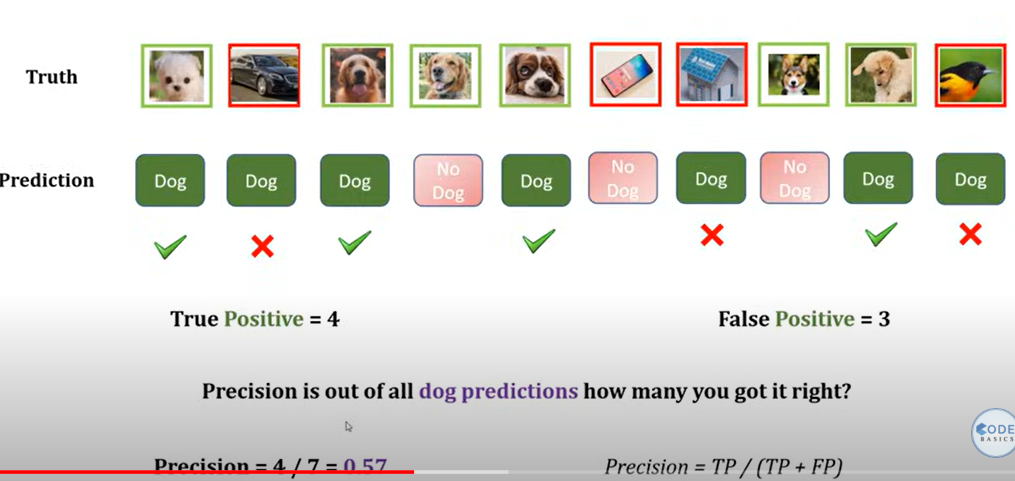 Truth
Prediction
Dog
Dog
Dog
No
Dog
Dog
No
Dog
Dog
No
Dog
Dog
Dog
True Positive = 4
False Positive = 3
Precision is out of all dog predictions how many you got it right?
CODE
BASICS
Precision = 4 / 7 = 0.57
Precision = TP / (TP + FP)